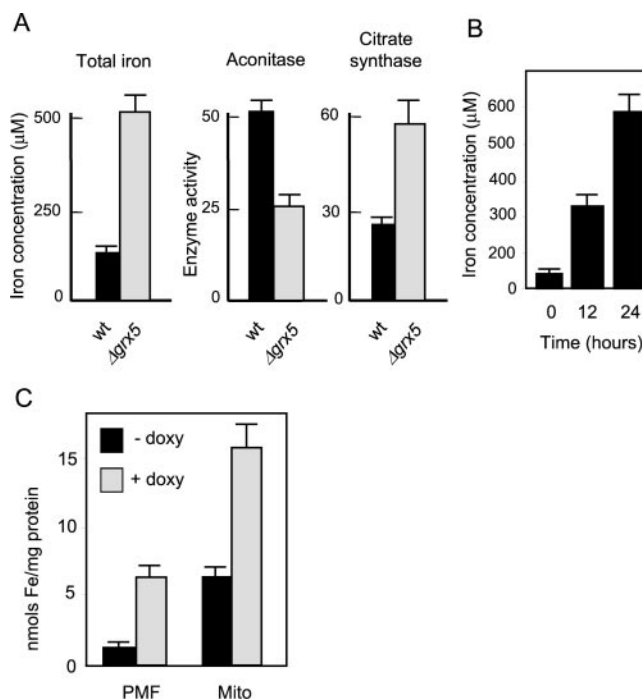 A
Total iron
Iron concentration (µM)
500
250
0
wt
Δgrx5
Aconitase
Enzyme activity
50
25
0
wt
Δgrx5
Citrate
synthase
60
30
0
wt
Δgrx5
B
Iron concentration (µM)
600
500
400
300
200
0
0 12 24
Time (hours)
C
nmols Fe/mg protein
15
10
5
0
- doxy
+ doxy
PMF Mito